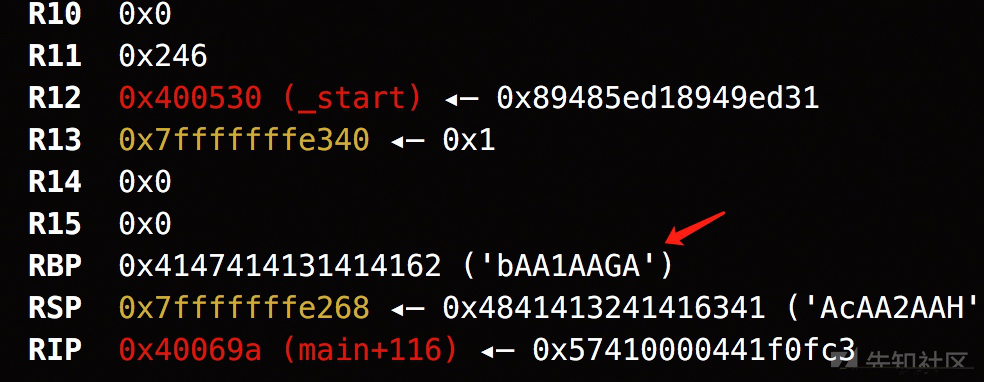 R10 0x0
R11 0x246
R12 0x400530 (_start) ◂— 0x89485ed18949ed31
R13 0x7fffffffe340 ◂— 0x1
R14 0x0
R15 0x0
RBP 0x4147414131414162 ('bAA1AAGA')
RSP 0x7fffffffe268 ◂— 0x4841413241416341 ('AcAA2AAH'
RIP 0x40069a (main+116) ◂— 0x57410000441f0fc3
先知社区